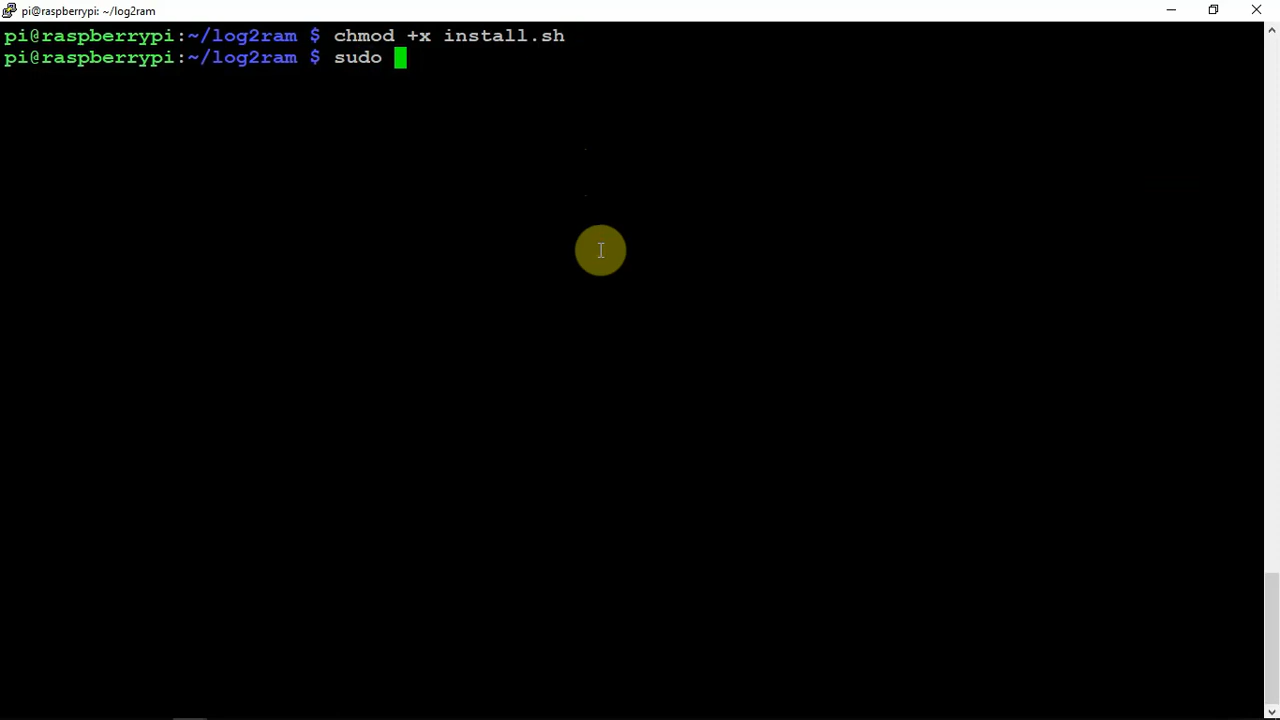 pi@raspberrypi: ~/log2ram
pi@raspberrypi:~/log2ram $ chmod +x install.sh
pi@raspberrypi:~/log2ram $ sudo